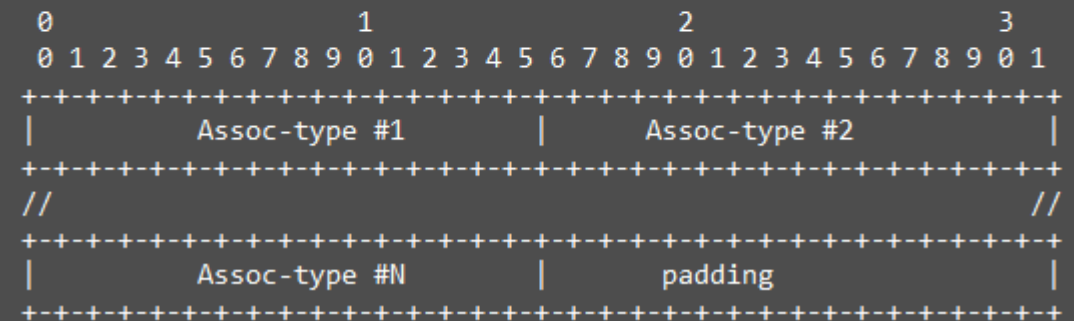 0                   1                   2                   3
 0 1 2 3 4 5 6 7 8 9 0 1 2 3 4 5 6 7 8 9 0 1 2 3 4 5 6 7 8 9 0 1
+-+-+-+-+-+-+-+-+-+-+-+-+-+-+-+-+-+-+-+-+-+-+-+-+-+-+-+-+-+-+-+-+
|          Assoc-type #1        |      Assoc-type #2            |
+-+-+-+-+-+-+-+-+-+-+-+-+-+-+-+-+-+-+-+-+-+-+-+-+-+-+-+-+-+-+-+-+
//                                                             //
+-+-+-+-+-+-+-+-+-+-+-+-+-+-+-+-+-+-+-+-+-+-+-+-+-+-+-+-+-+-+-+-+
|          Assoc-type #N        |       padding                 |
+-+-+-+-+-+-+-+-+-+-+-+-+-+-+-+-+-+-+-+-+-+-+-+-+-+-+-+-+-+-+-+-+